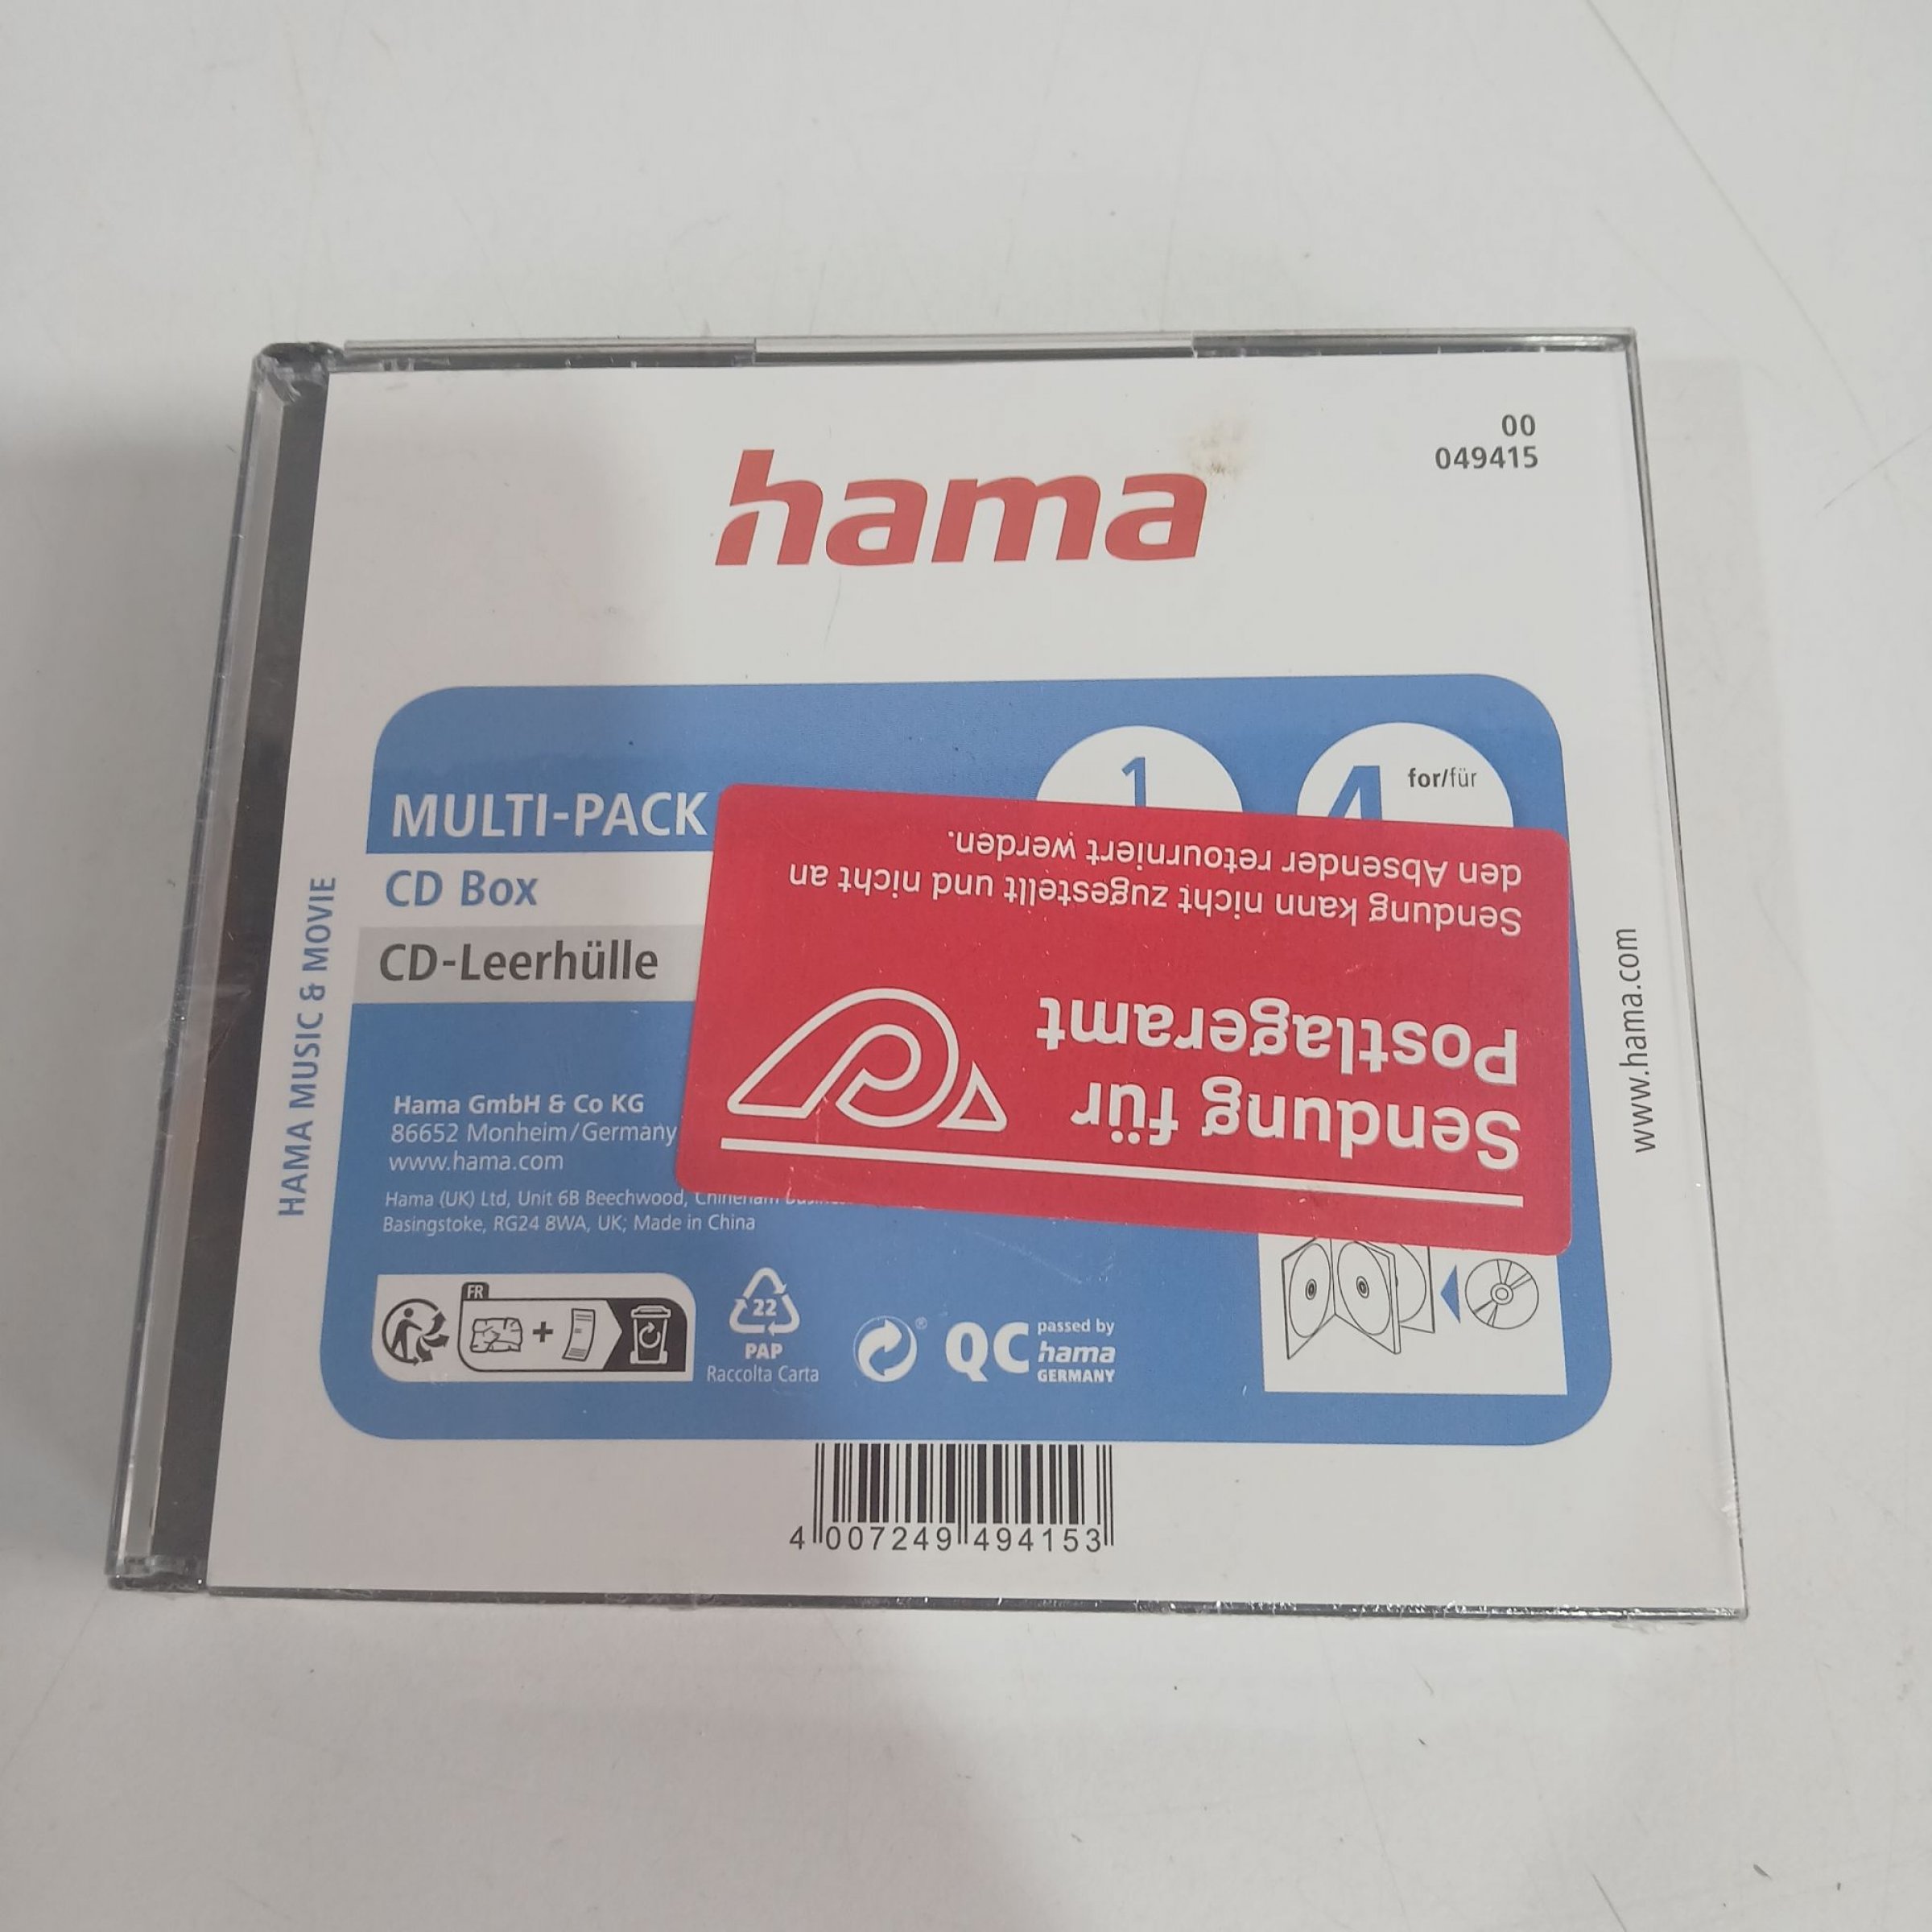 hama
00
049415
1
4 for/für
MULTI-PACK
CD Box
CD-Leerhülle
HAMA MUSIC & MOVIE
www.hama.com
Sendung für
Postlageramt
Sendung kann nicht zugestellt und nicht an
den Absender retourniert werden.
Hama GmbH & Co KG
86652 Monheim/Germany
www.hama.com
Hama (UK) Ltd, Unit 6B Beechwood, Chineham
Basingstoke, RG24 8WA, UK; Made in China
FR
+
22
PAP
Raccolta Carta
®
QC passed by
hama
GERMANY
4 007249 494153